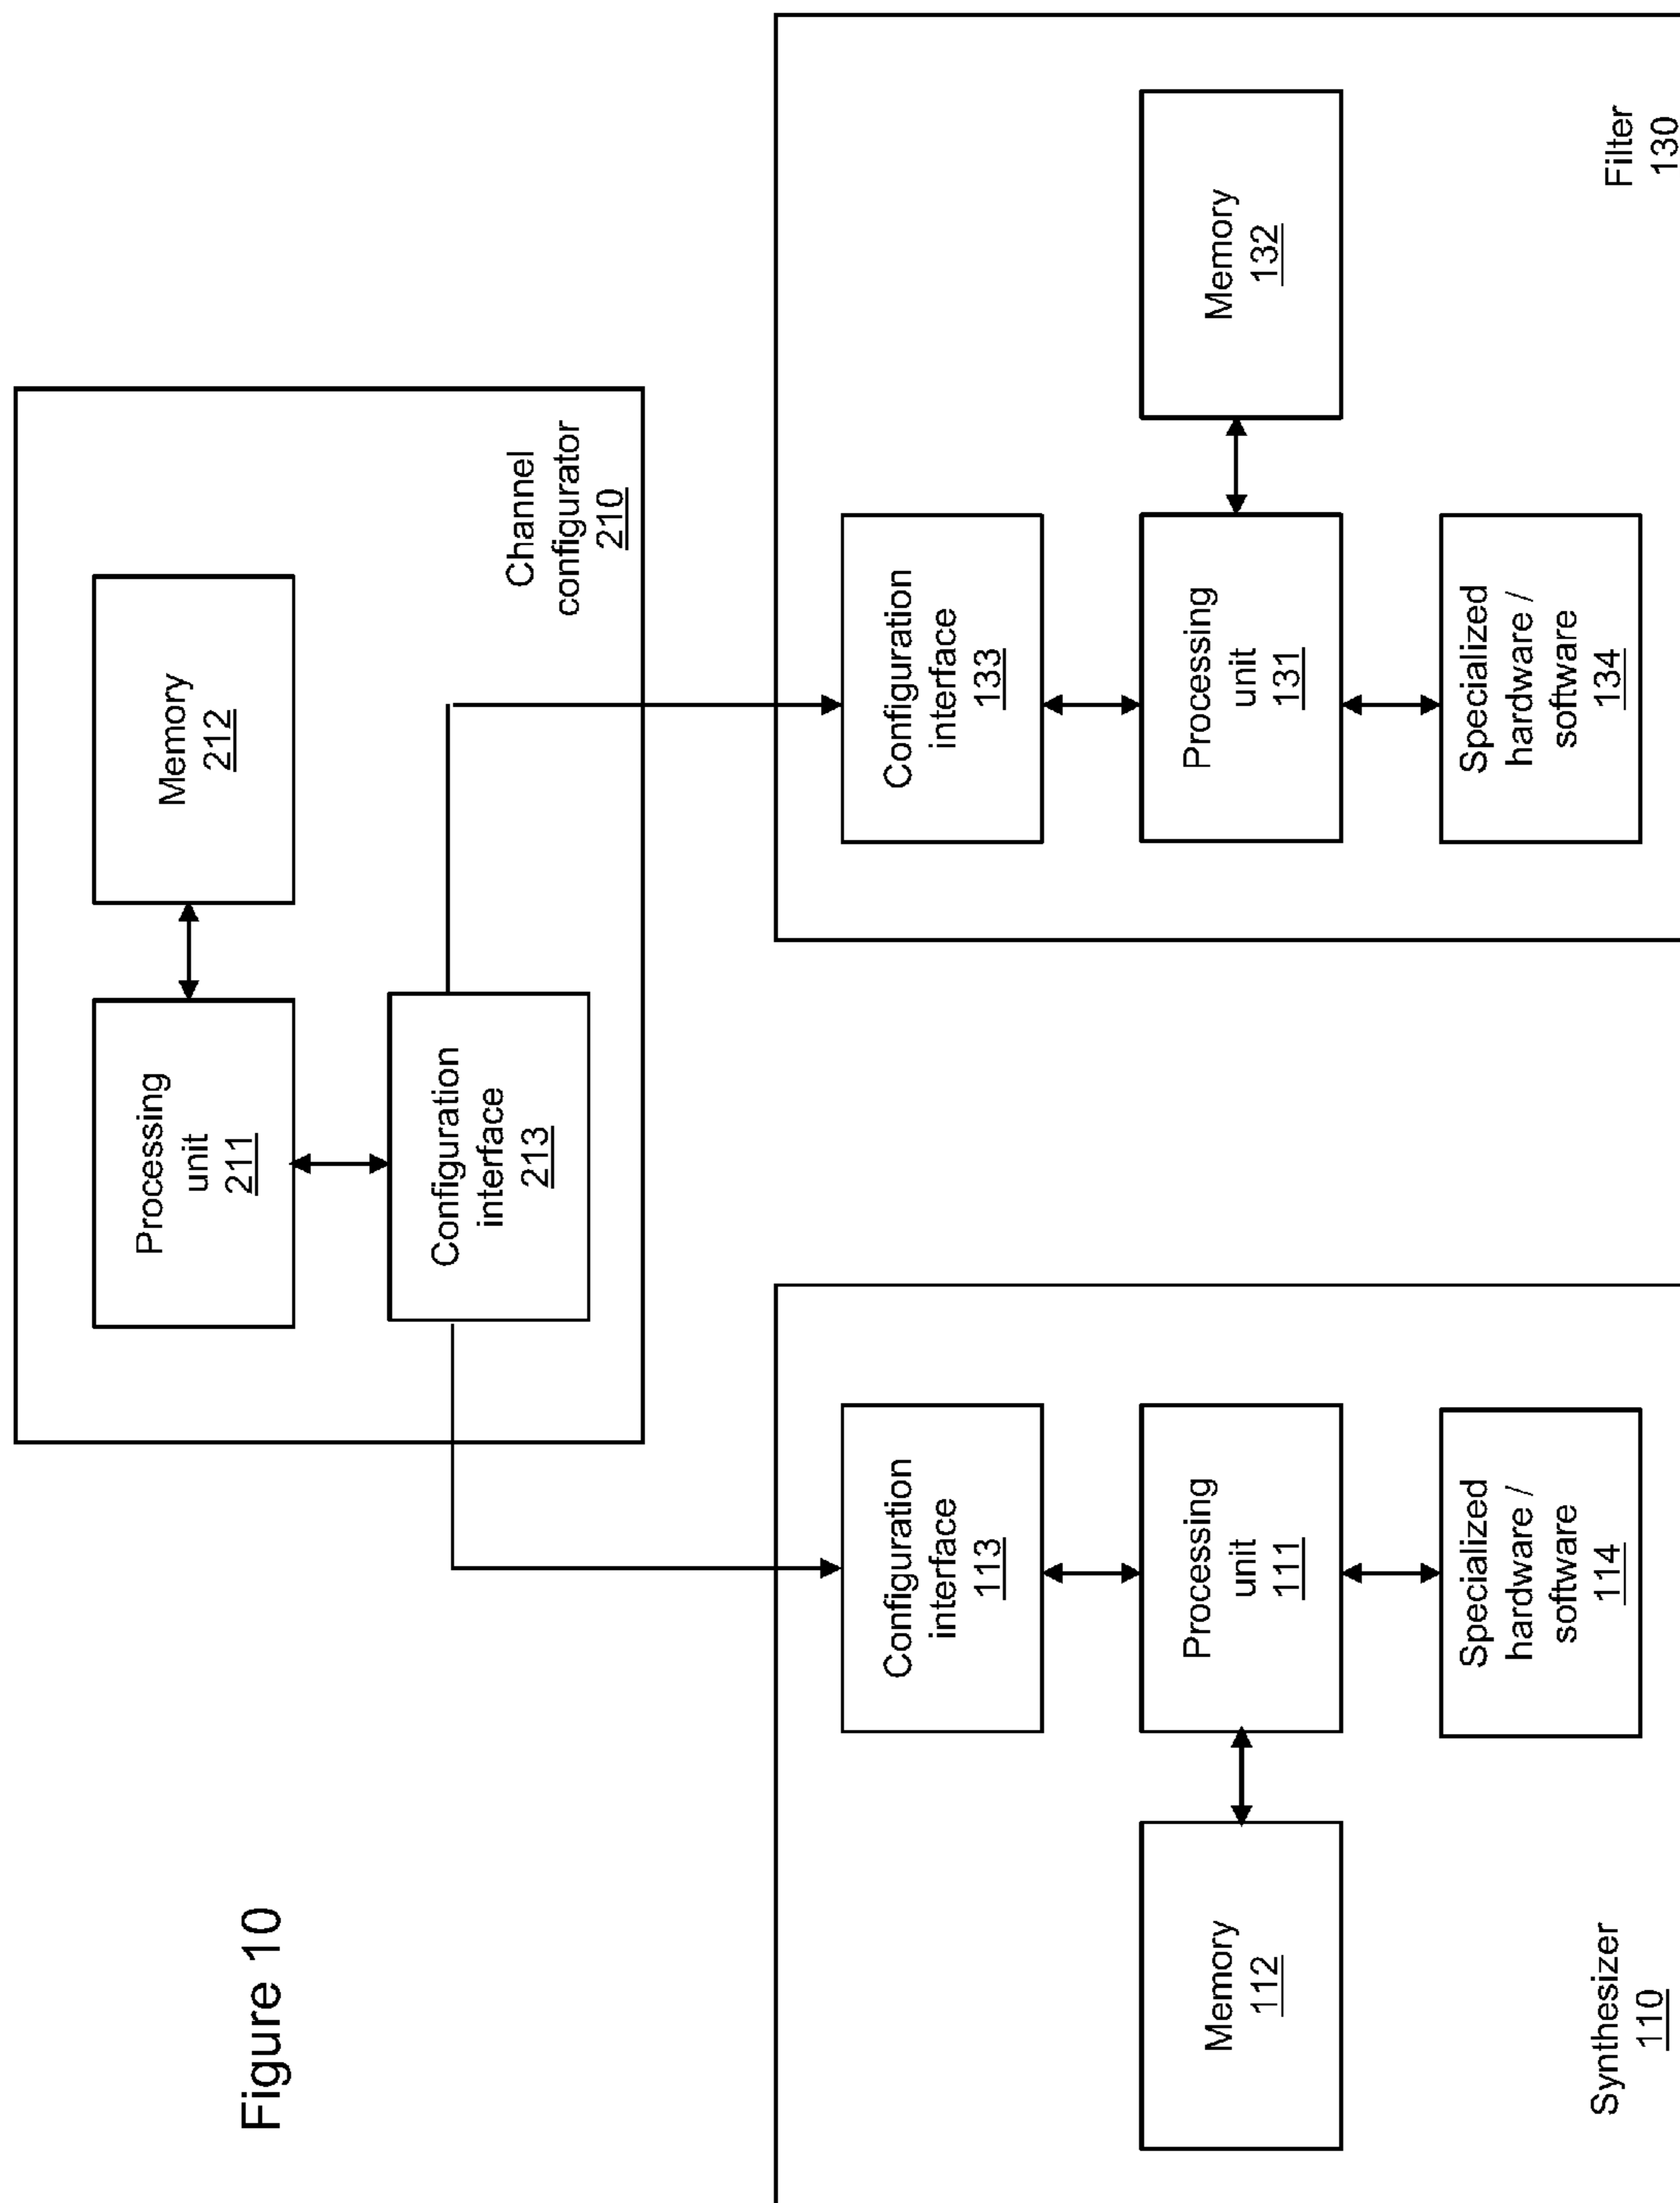 Figure 10
Processing
unit
211
Memory
212
Configuration
interface
213
Channel
configurator
210
Configuration
interface
113
Memory
112
Processing
unit
111
Specialized
hardware /
software
114
Synthesizer
110
Configuration
interface
133
Processing
unit
131
Memory
132
Specialized
hardware /
software
134
Filter
130